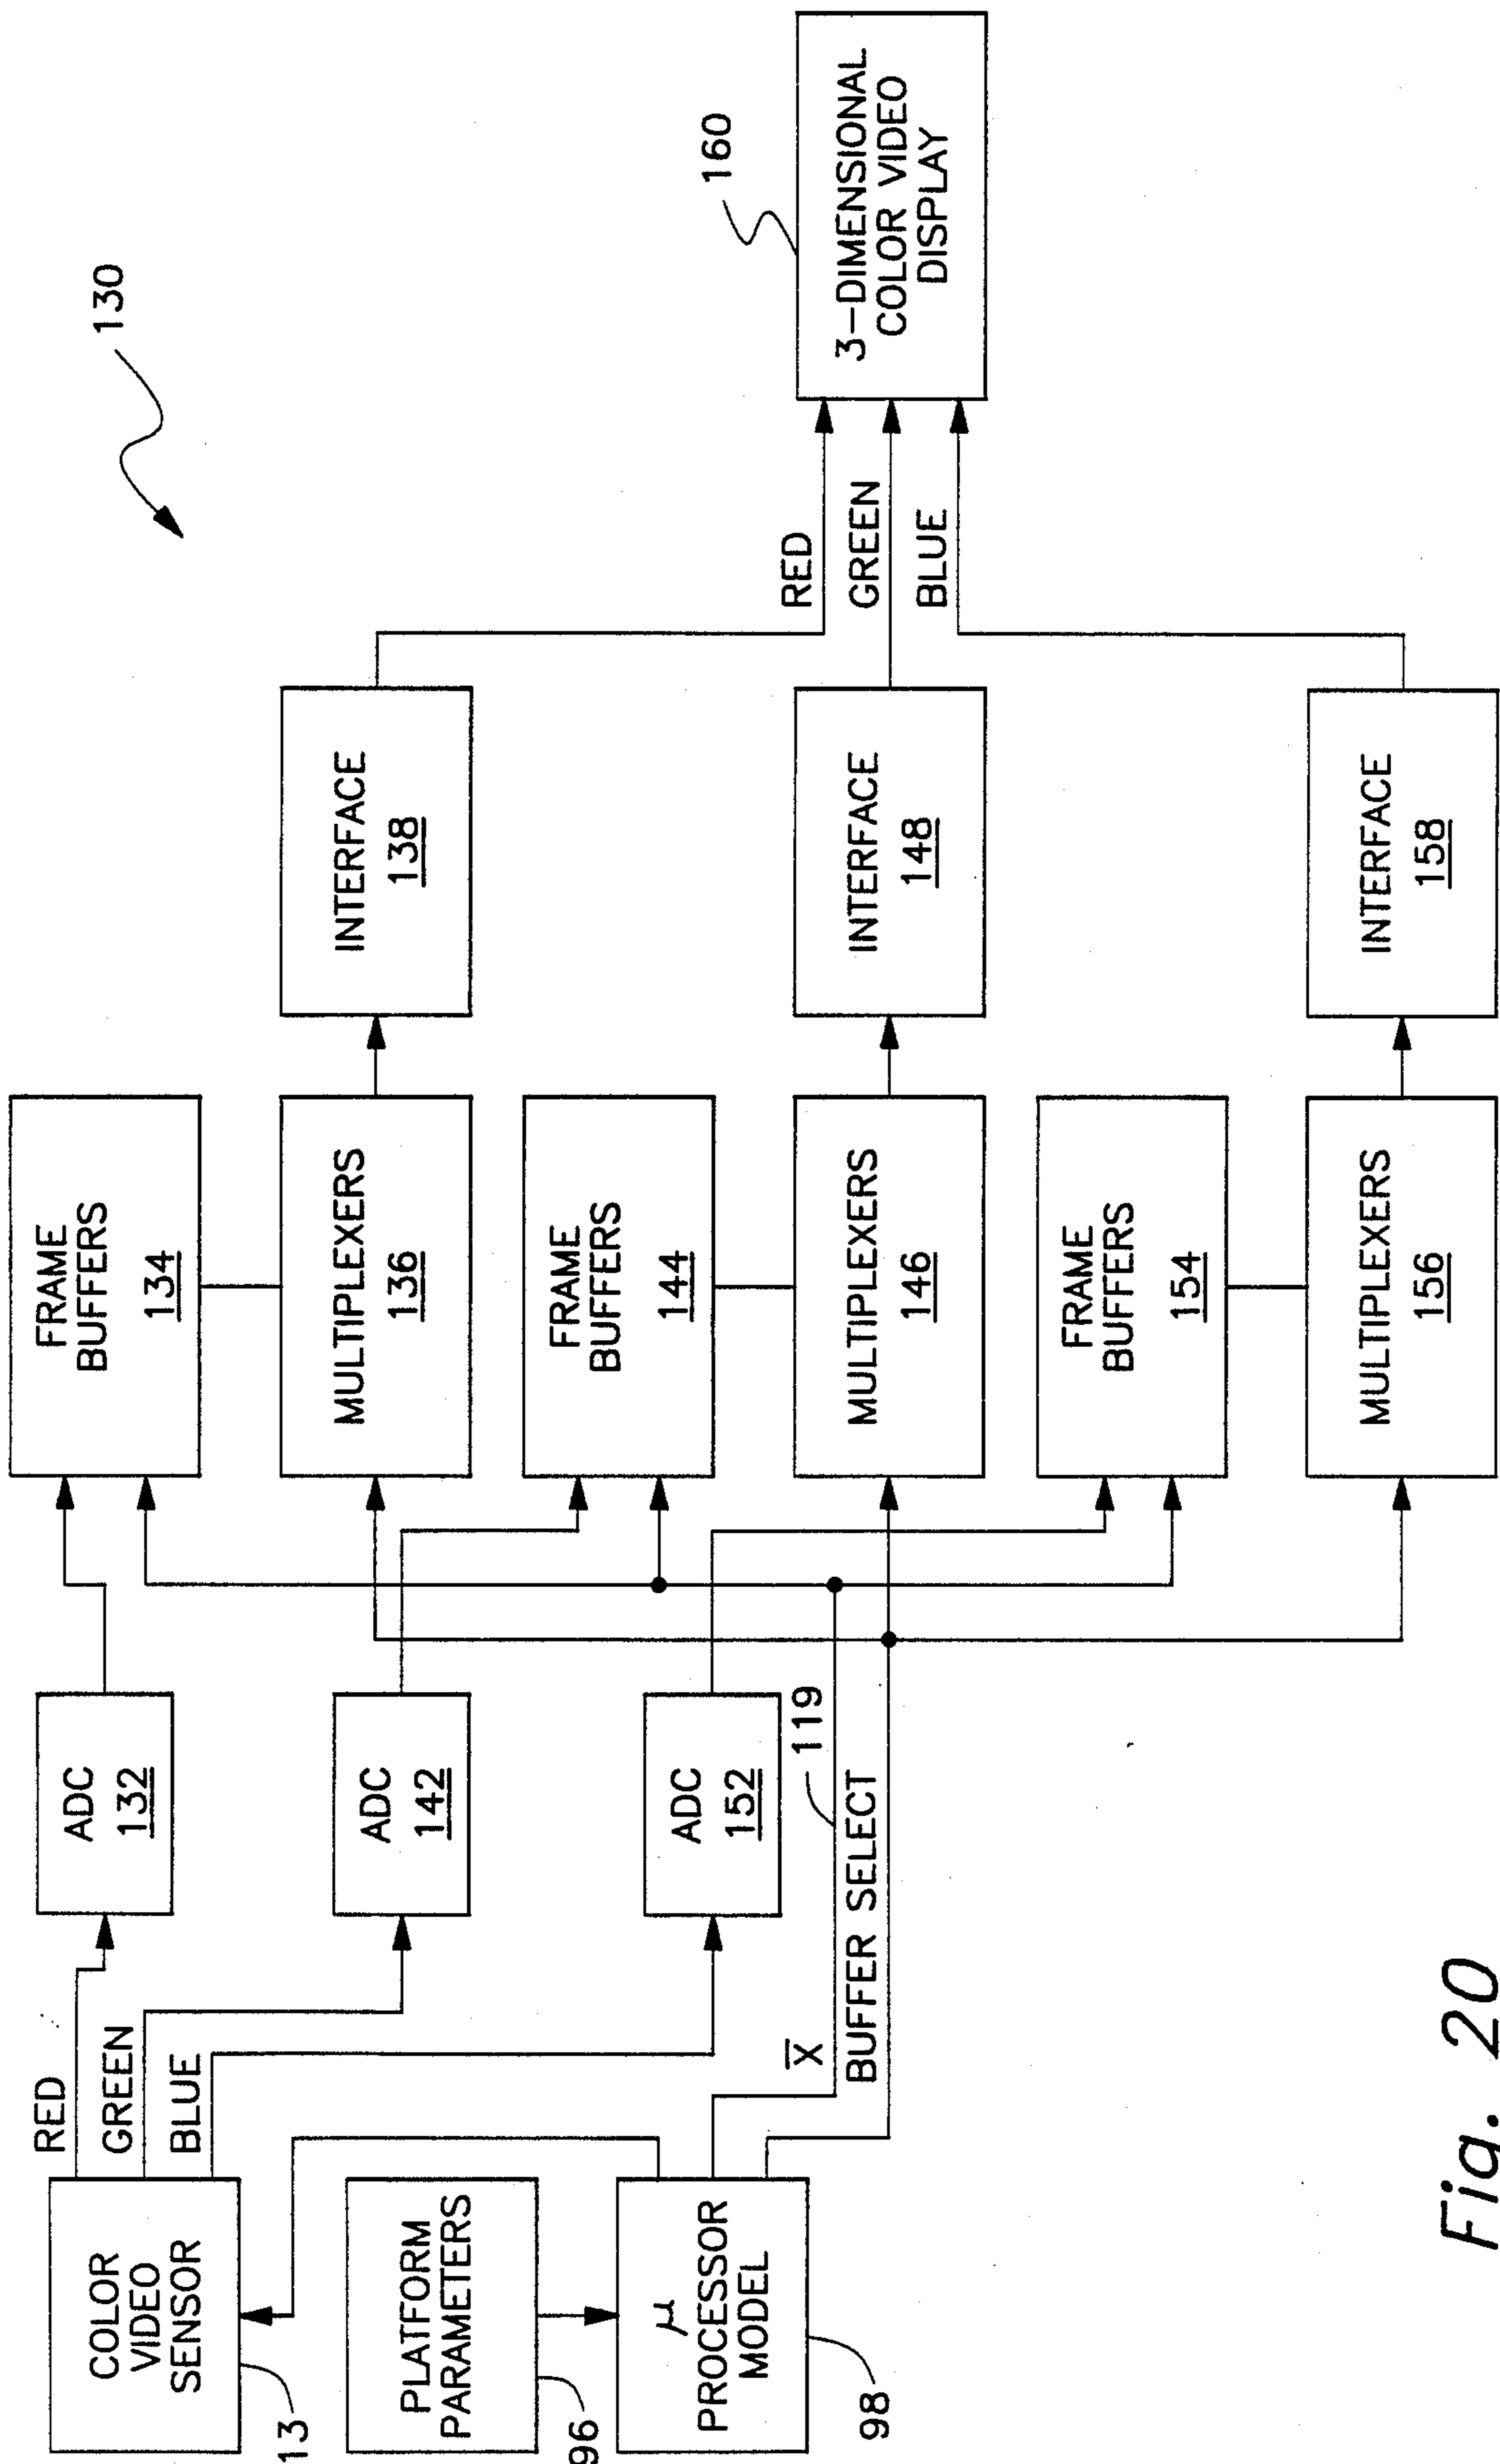 130
COLOR
VIDEO
SENSOR
13
RED
GREEN
BLUE
PLATFORM
PARAMETERS
96
μ
PROCESSOR
MODEL
98
X̅
BUFFER SELECT
119
ADC
132
ADC
142
ADC
152
FRAME
BUFFERS
134
MULTIPLEXERS
136
FRAME
BUFFERS
144
MULTIPLEXERS
146
FRAME
BUFFERS
154
MULTIPLEXERS
156
INTERFACE
138
INTERFACE
148
INTERFACE
158
RED
GREEN
BLUE
160
3-DIMENSIONAL
COLOR VIDEO
DISPLAY
Fig. 20